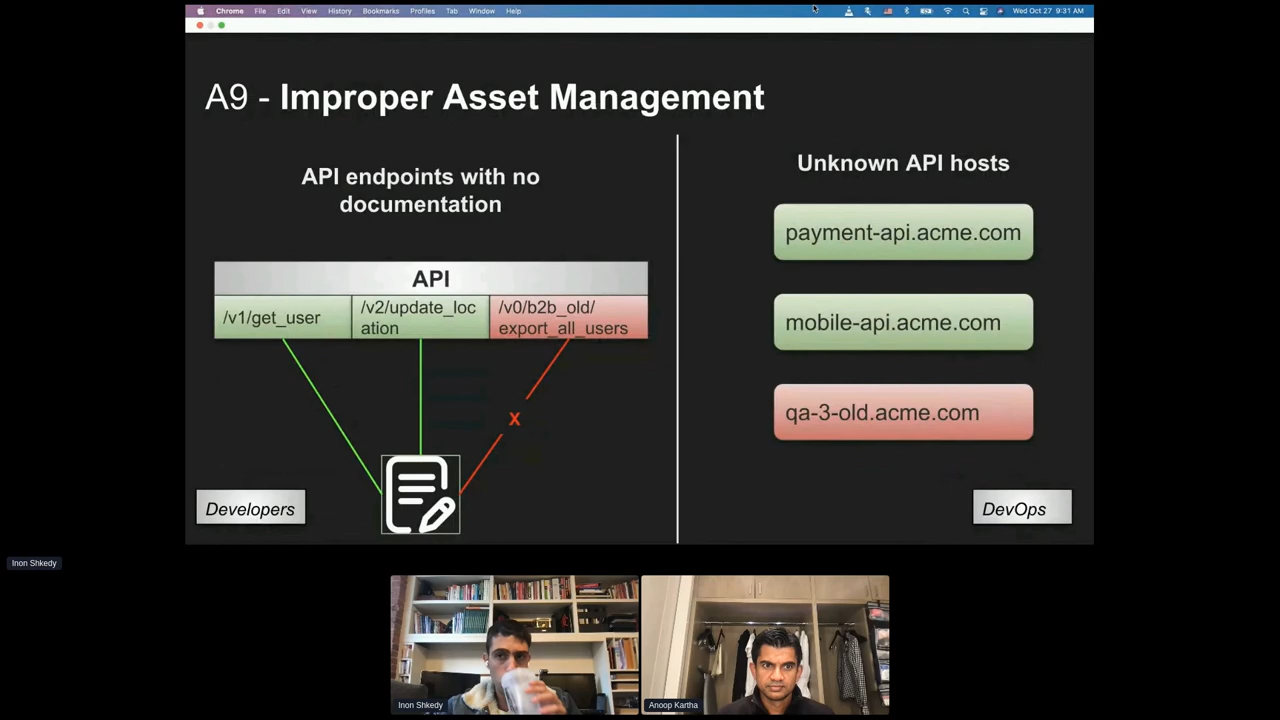 Chrome File Edit View History Bookmarks Profiles Tab Window Help Wed Oct 27 9:31 AM
A9 - Improper Asset Management
API endpoints with no
documentation
API
/v1/get_user
/v2/update_loc
ation
/v0/b2b_old/
export_all_users
X
Developers
Unknown API hosts
payment-api.acme.com
mobile-api.acme.com
qa-3-old.acme.com
DevOps
Inon Shkedy
Inon Shkedy
Anoop Kartha